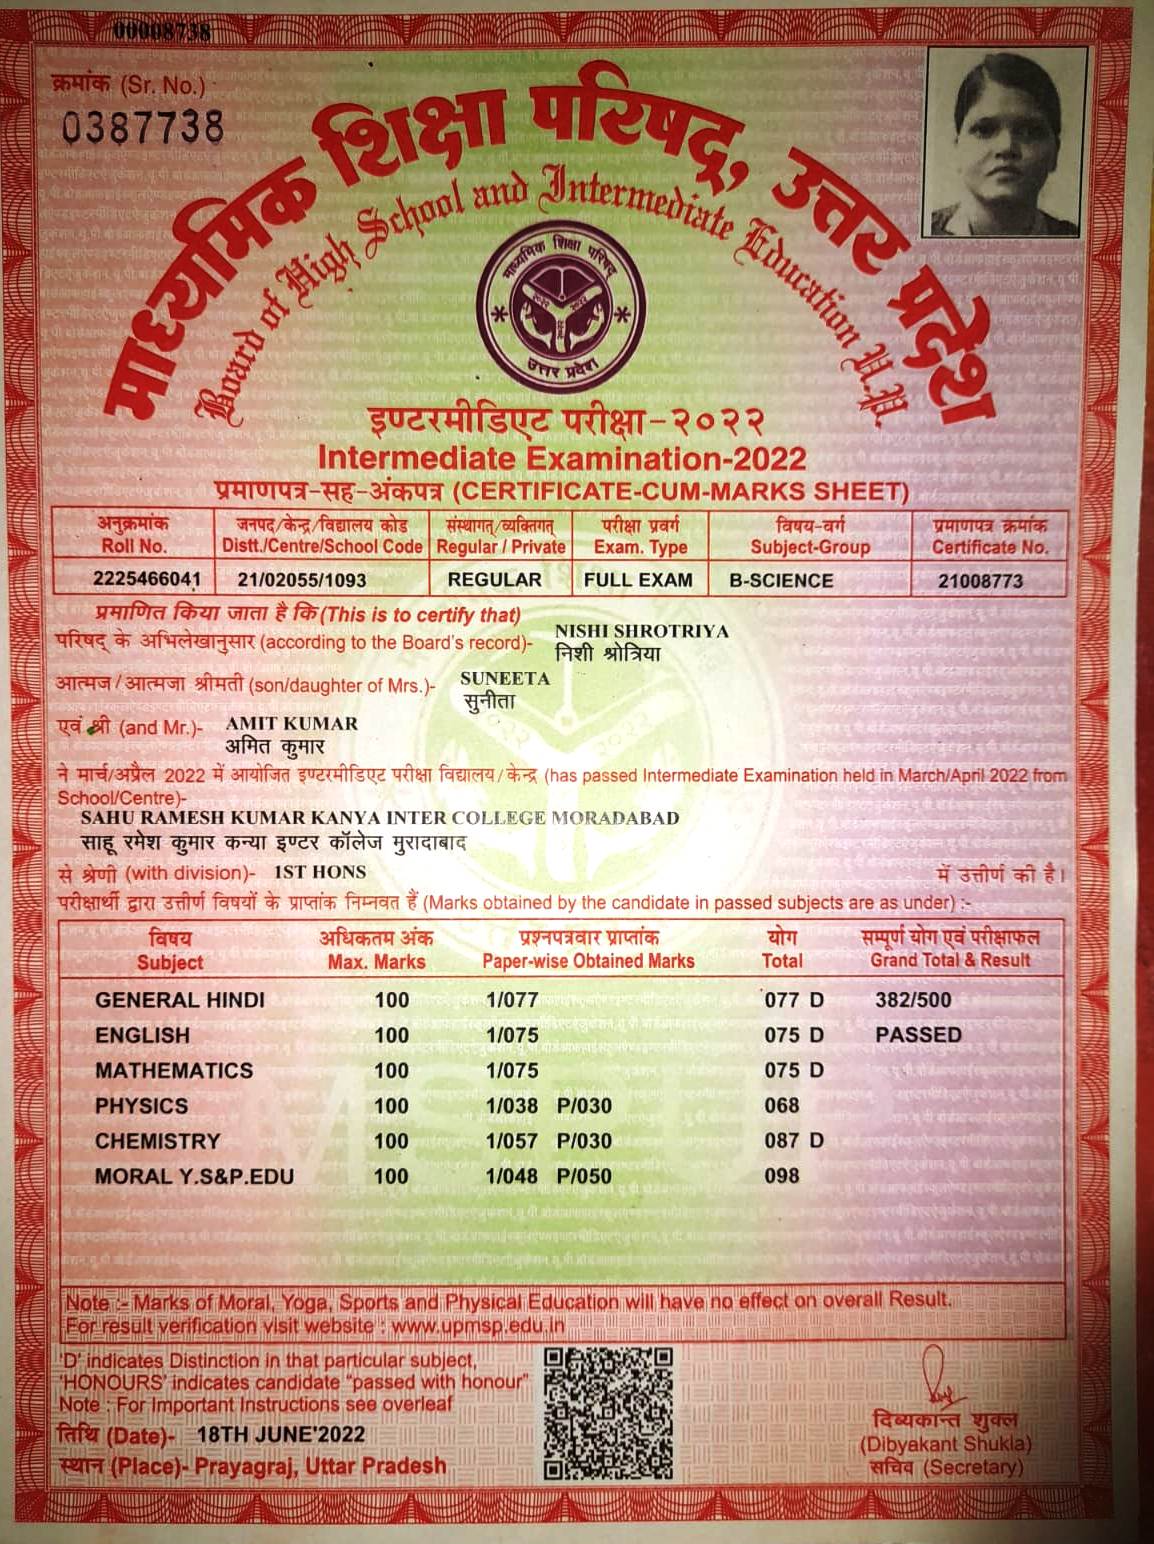 00008738
क्रमांक (Sr. No.)
0387738
माध्यमिक शिक्षा परिषद्, उत्तर प्रदेश
Board of High School and Intermediate Education U.P.
माध्यमिक शिक्षा परिषद
उत्तर प्रदेश
इण्टरमीडिएट परीक्षा-२०२२
Intermediate Examination-2022
प्रमाणपत्र-सह-अंकपत्र (CERTIFICATE-CUM-MARKS SHEET)
अनुक्रमांक जनपद/केन्द्र/विद्यालय कोड संस्थागत्/व्यक्तिगत् परीक्षा प्रवर्ग विषय-वर्ग प्रमाणपत्र क्रमांक
Roll No. Distt./Centre/School Code Regular / Private Exam. Type Subject-Group Certificate No.
2225466041 21/02055/1093 REGULAR FULL EXAM B-SCIENCE 21008773
प्रमाणित किया जाता है कि (This is to certify that)
परिषद् के अभिलेखानुसार (according to the Board's record)- NISHI SHROTRIYA
निशी श्रोत्रिया
आत्मज/आत्मजा श्रीमती (son/daughter of Mrs.)- SUNEETA
सुनीता
एवं श्री (and Mr.)- AMIT KUMAR
अमित कुमार
ने मार्च/अप्रैल 2022 में आयोजित इण्टरमीडिएट परीक्षा विद्यालय/केन्द्र (has passed Intermediate Examination held in March/April 2022 from
School/Centre)-
SAHU RAMESH KUMAR KANYA INTER COLLEGE MORADABAD
साहू रमेश कुमार कन्या इण्टर कॉलेज मुरादाबाद
से श्रेणी (with division)- 1ST HONS में उत्तीर्ण की है।
परीक्षार्थी द्वारा उत्तीर्ण विषयों के प्राप्तांक निम्नवत हैं (Marks obtained by the candidate in passed subjects are as under) :-
विषय अधिकतम अंक प्रश्नपत्रवार प्राप्तांक योग सम्पूर्ण योग एवं परीक्षाफल
Subject Max. Marks Paper-wise Obtained Marks Total Grand Total & Result
GENERAL HINDI 100 1/077 077 D 382/500
ENGLISH 100 1/075 075 D PASSED
MATHEMATICS 100 1/075 075 D
PHYSICS 100 1/038 P/030 068
CHEMISTRY 100 1/057 P/030 087 D
MORAL Y.S&P.EDU 100 1/048 P/050 098
Note :- Marks of Moral, Yoga, Sports and Physical Education will have no effect on overall Result.
For result verification visit website : www.upmsp.edu.in
'D' indicates Distinction in that particular subject,
'HONOURS' indicates candidate "passed with honour"
Note : For Important Instructions see overleaf
तिथि (Date)- 18TH JUNE'2022
स्थान (Place)- Prayagraj, Uttar Pradesh
दिब्यकान्त शुक्ल
(Dibyakant Shukla)
सचिव (Secretary)